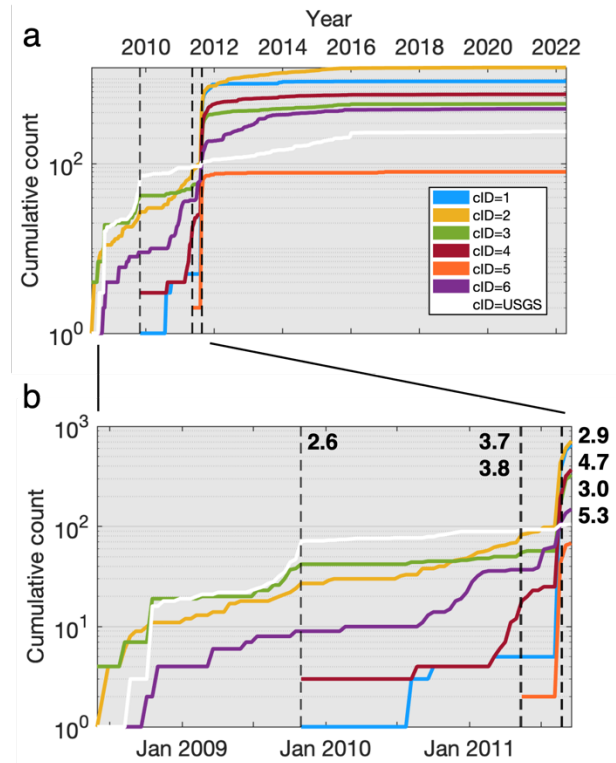 a
Year
2010 2012 2014 2016 2018 2020 2022
Cumulative count
10^2
10^0
cID=1
cID=2
cID=3
cID=4
cID=5
cID=6
cID=USGS
b
Cumulative count
10^3
10^2
10^1
10^0
2.6
3.7
3.8
2.9
4.7
3.0
5.3
Jan 2009 Jan 2010 Jan 2011